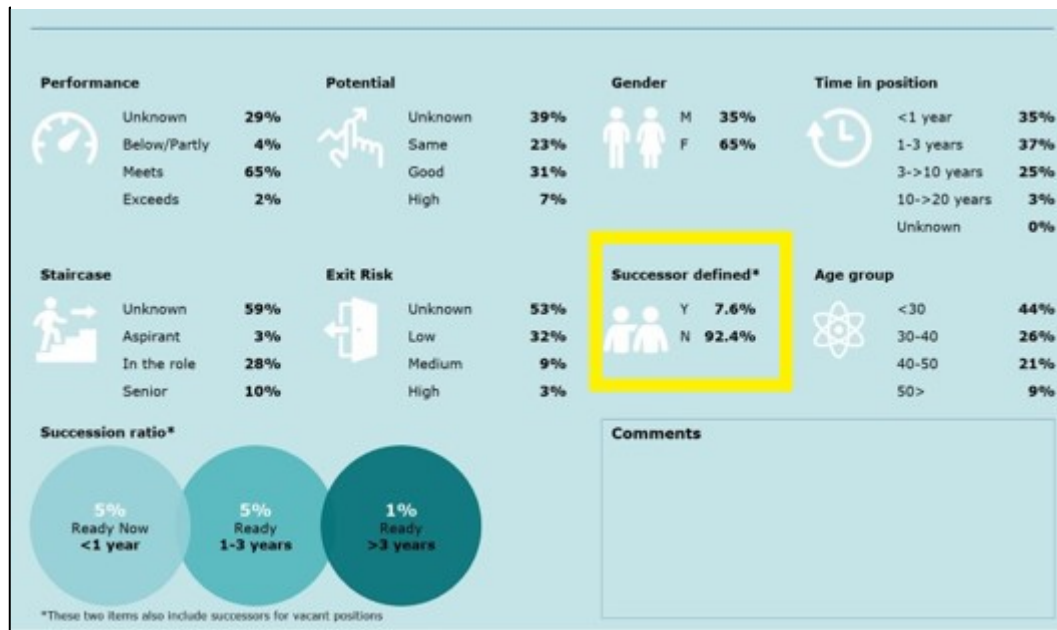 Performance
Unknown 29%
Below/Partly 4%
Meets 65%
Exceeds 2%
Potential
Unknown 39%
Same 23%
Good 31%
High 7%
Gender
M 35%
F 65%
Time in position
<1 year 35%
1-3 years 37%
3->10 years 25%
10->20 years 3%
Unknown 0%
Staircase
Unknown 59%
Aspirant 3%
In the role 28%
Senior 10%
Exit Risk
Unknown 53%
Low 32%
Medium 9%
High 3%
Successor defined*
Y 7.6%
N 92.4%
Age group
<30 44%
30-40 26%
40-50 21%
50> 9%
Succession ratio*
5%
Ready Now
<1 year
5%
Ready
1-3 years
1%
Ready
>3 years
*These two items also include successors for vacant positions
Comments